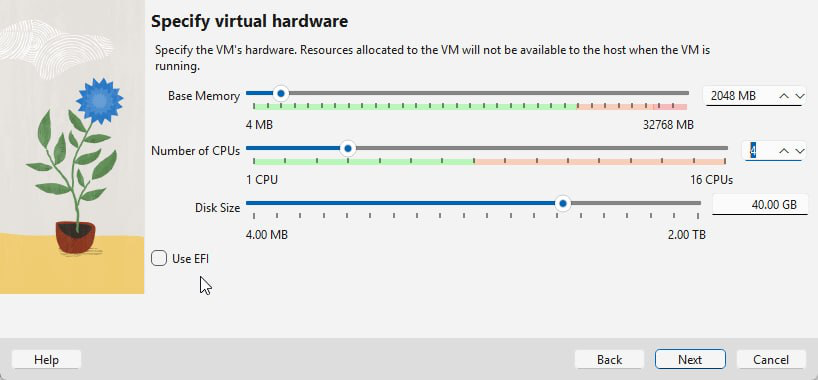 Specify virtual hardware
Specify the VM's hardware. Resources allocated to the VM will not be available to the host when the VM is
running.
Base Memory 2048 MB
4 MB 32768 MB
Number of CPUs 4
1 CPU 16 CPUs
Disk Size 40.00 GB
4.00 MB 2.00 TB
Use EFI
Help Back Next Cancel